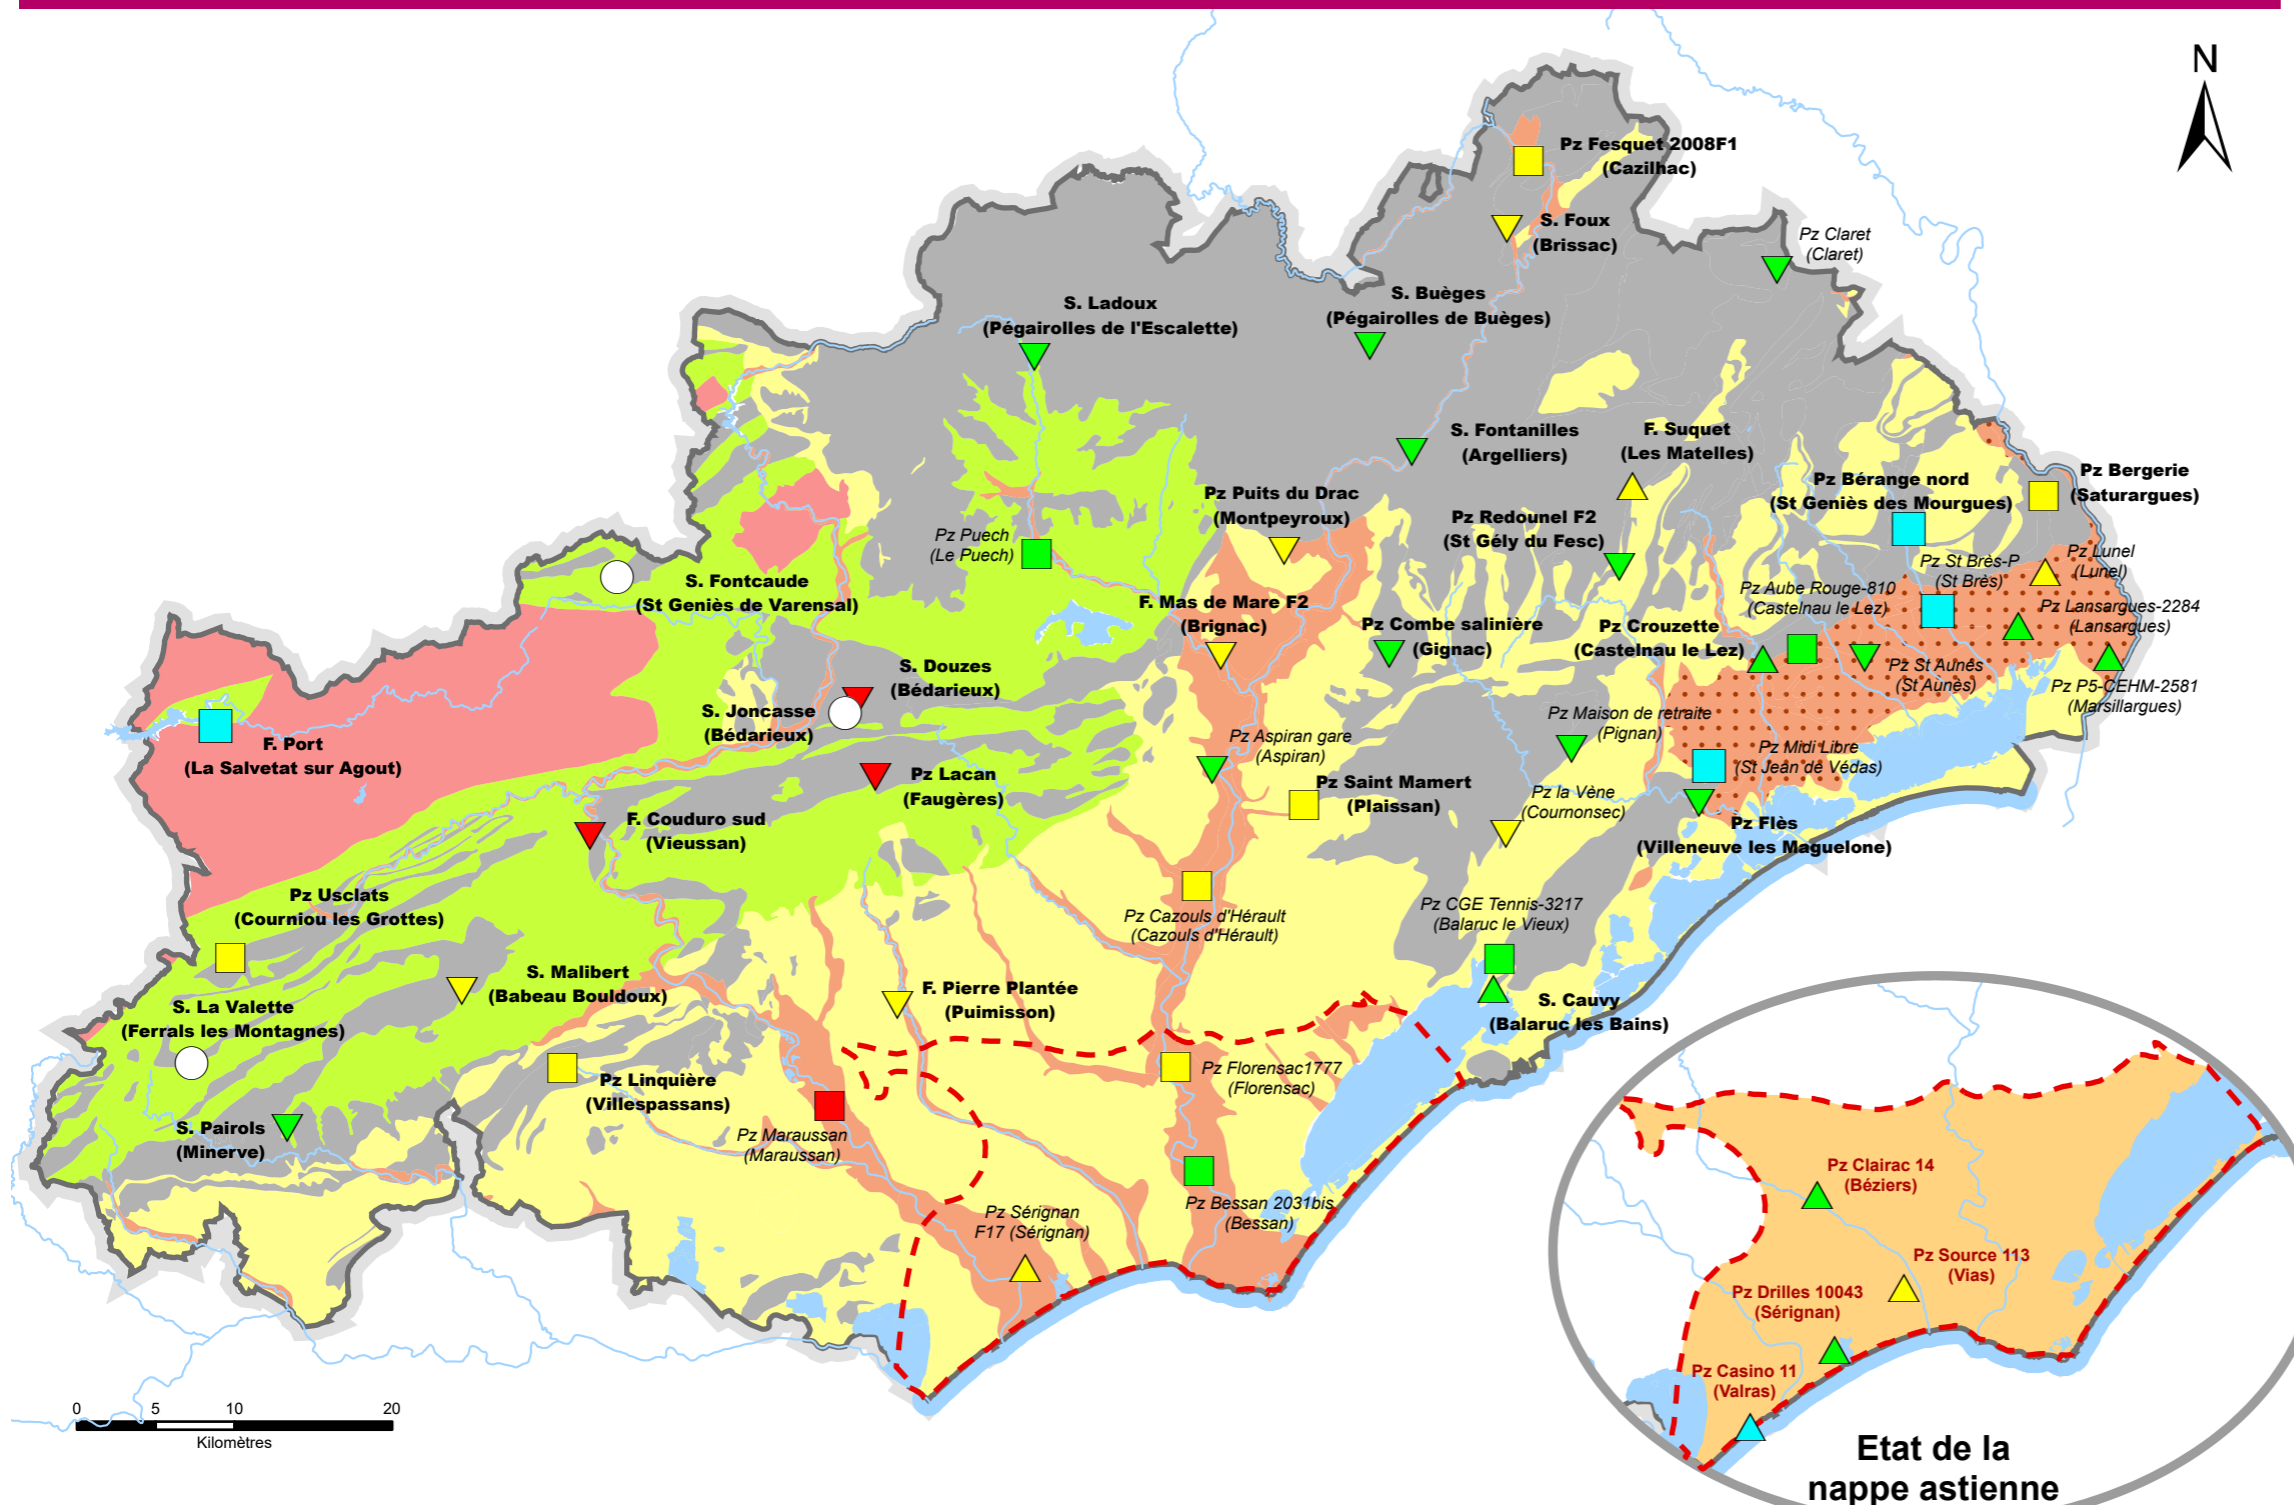 N
Pz Fesquet 2008F1
(Cazilhac)
S. Foux
(Brissac)
Pz Claret
(Claret)
S. Ladoux
(Pégairolles de l'Escalette)
S. Buèges
(Pégairolles de Buèges)
S. Fontanilles
(Argelliers)
F. Suquet
(Les Matelles)
Pz Bérange nord
(St Geniès des Mourgues)
Pz Bergerie
(Saturargues)
Pz Puits du Drac
(Montpeyroux)
Pz Redounel F2
(St Gély du Fesc)
Pz Puech
(Le Puech)
Pz St Brès-P
(St Brès)
Pz Lunel
(Lunel)
S. Fontcaude
(St Geniès de Varensal)
F. Mas de Mare F2
(Brignac)
Pz Combe salinière
(Gignac)
Pz Aube Rouge-810
(Castelnau le Lez)
Pz Crouzette
(Castelnau le Lez)
Pz Lansargues-2284
(Lansargues)
S. Douzes
(Bédarieux)
Pz St Aunès
(St Aunès)
Pz P5-CEHM-2581
(Marsillargues)
S. Joncasse
(Bédarieux)
Pz Maison de retraite
(Pignan)
F. Port
(La Salvetat sur Agout)
Pz Aspiran gare
(Aspiran)
Pz Midi Libre
(St Jean de Védas)
Pz Lacan
(Faugères)
Pz Saint Mamert
(Plaissan)
Pz la Vène
(Cournonsec)
F. Couduro sud
(Vieussan)
Pz Flès
(Villeneuve les Maguelone)
Pz Usclats
(Courniou les Grottes)
Pz Cazouls d'Hérault
(Cazouls d'Hérault)
Pz CGE Tennis-3217
(Balaruc le Vieux)
S. Malibert
(Babeau Bouldoux)
F. Pierre Plantée
(Puimisson)
S. La Valette
(Ferrals les Montagnes)
S. Cauvy
(Balaruc les Bains)
Pz Linquière
(Villespassans)
Pz Florensac1777
(Florensac)
S. Pairols
(Minerve)
Pz Maraussan
(Maraussan)
Pz Sérignan
F17 (Sérignan)
Pz Bessan 2031bis
(Bessan)
Pz Clairac 14
(Béziers)
Pz Source 113
(Vias)
Pz Drilles 10043
(Sérignan)
Pz Casino 11
(Valras)
0 5 10 20
Kilomètres
Etat de la
nappe astienne